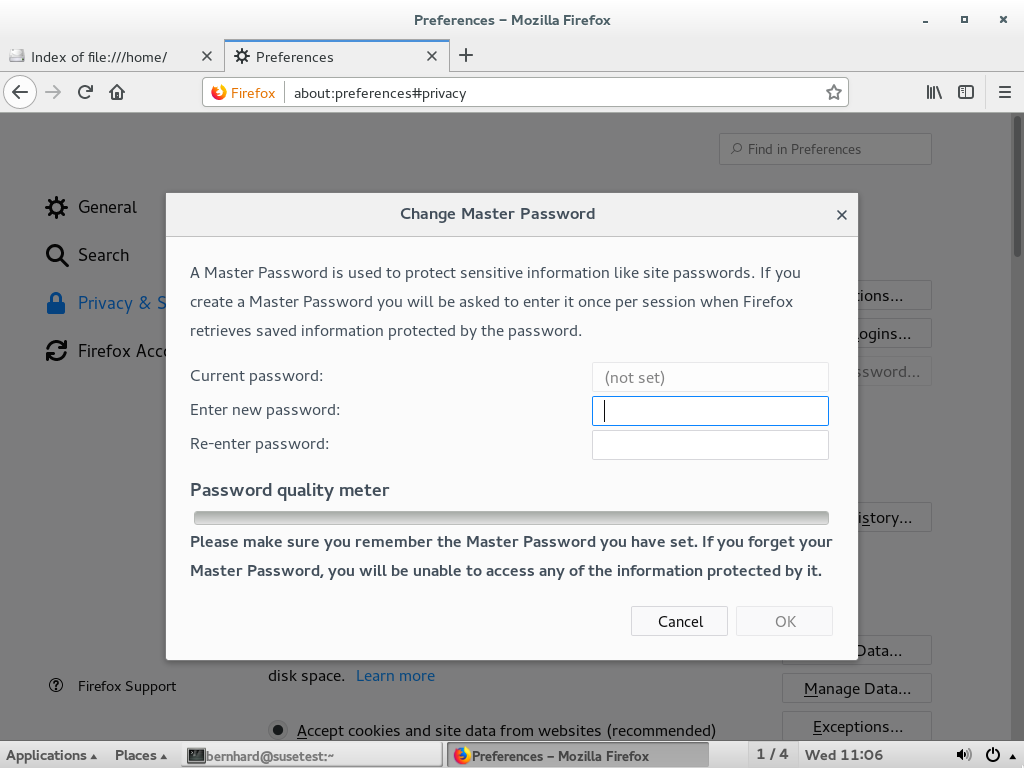 Preferences – Mozilla Firefox
Index of file:///home/
Preferences
Firefox
about:preferences#privacy
Find in Preferences
General
Search
Privacy & S
Firefox Acc
Change Master Password
A Master Password is used to protect sensitive information like site passwords. If you
create a Master Password you will be asked to enter it once per session when Firefox
retrieves saved information protected by the password.
Current password:
(not set)
Enter new password:
Re-enter password:
Password quality meter
Please make sure you remember the Master Password you have set. If you forget your
Master Password, you will be unable to access any of the information protected by it.
Cancel
OK
tions...
ogins...
ssword...
istory...
Data...
Manage Data...
Exceptions...
disk space. Learn more
Accept cookies and site data from websites (recommended)
Firefox Support
Applications
Places
bernhard@susetest:~
Preferences – Mozilla Firefox
1 / 4
Wed 11:06